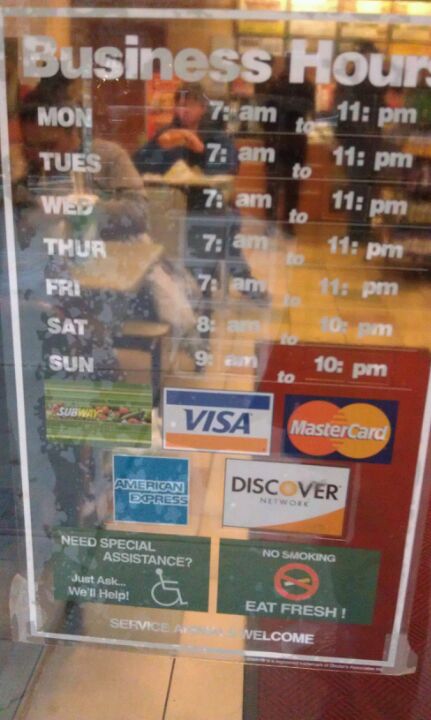 Business Hours
MON 7: am to 11: pm
TUES 7: am to 11: pm
WED 7: am to 11: pm
THUR 7: am to 11: pm
FRI 7: am to 11: pm
SAT 8: am to 10: pm
SUN 9: am to 10: pm
SUBWAY VISA MasterCard
AMERICAN EXPRESS
DISCOVER
NETWORK
NEED SPECIAL
ASSISTANCE?
Just Ask...
We'll Help!
NO SMOKING
EAT FRESH !
SERVICE ANIMALS WELCOME